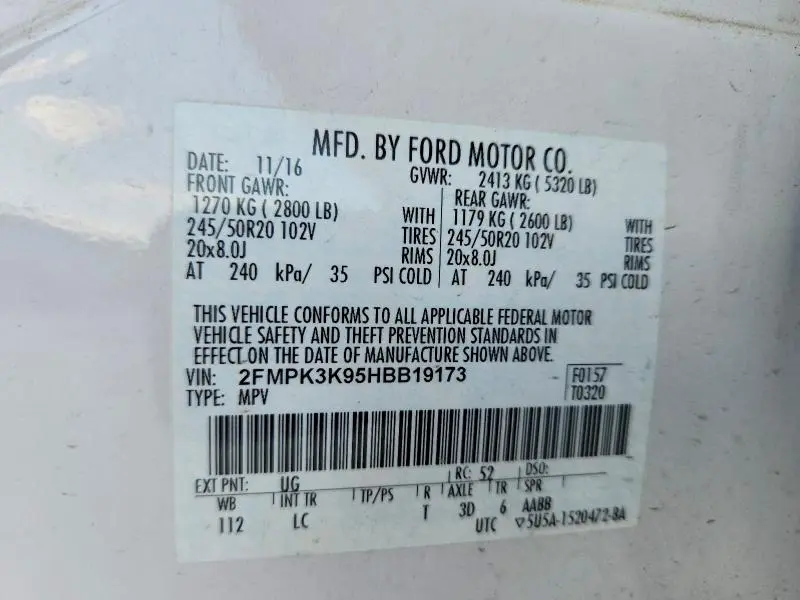 MFD. BY FORD MOTOR CO.
DATE: 11/16 GVWR: 2413 KG ( 5320 LB)
FRONT GAWR: REAR GAWR:
1270 KG ( 2800 LB) WITH 1179 KG ( 2600 LB) WITH
245/50R20 102V TIRES 245/50R20 102V TIRES
20x8.0J RIMS 20x8.0J RIMS
AT 240 kPa/ 35 PSI COLD AT 240 kPa/ 35 PSI COLD
THIS VEHICLE CONFORMS TO ALL APPLICABLE FEDERAL MOTOR
VEHICLE SAFETY AND THEFT PREVENTION STANDARDS IN
EFFECT ON THE DATE OF MANUFACTURE SHOWN ABOVE.
VIN: 2FMPK3K95HBB19173 F0157
TYPE: MPV T0320
EXT PNT: UG RC: 52 DSO:
WB INT TR TP/PS R AXLE TR SPR
112 LC T 3D 6 AABB
UTC ▽5U5A-1520472-BA